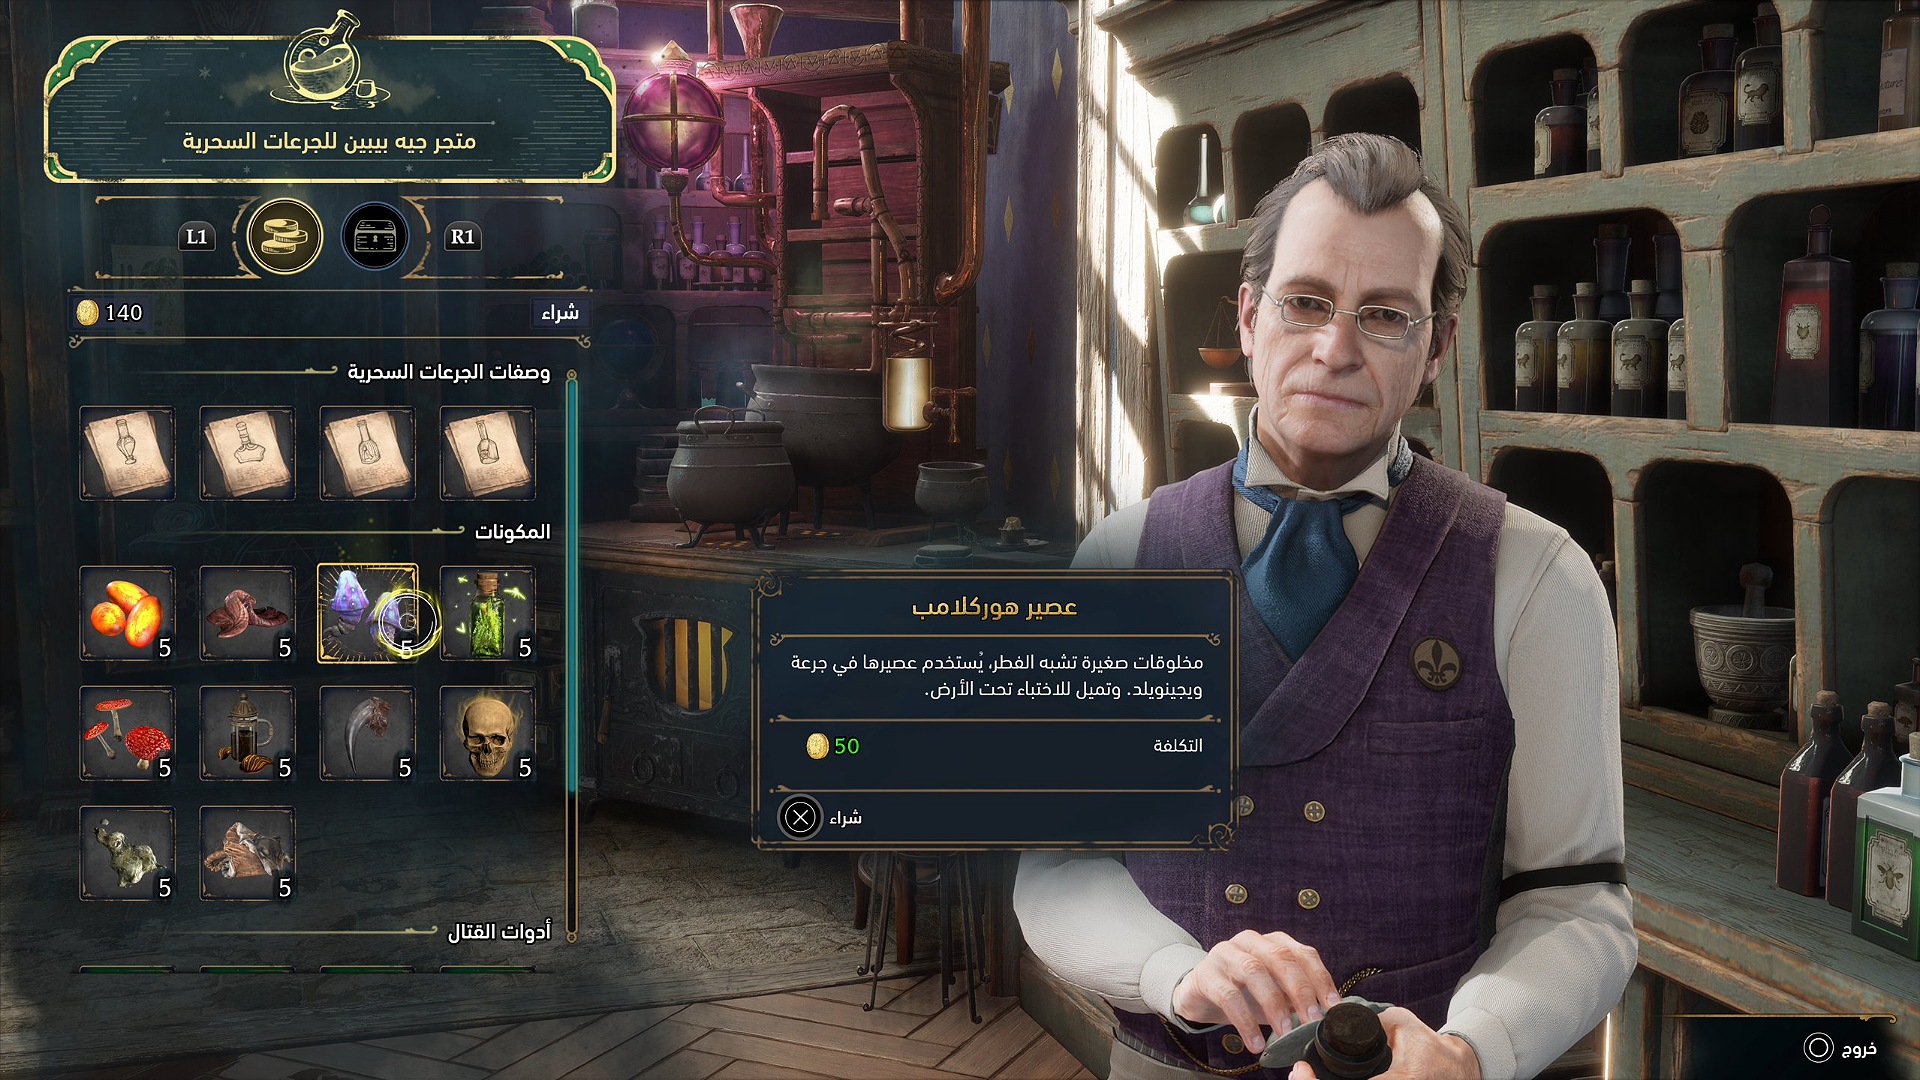 متجر جيه بيبين للجرعات السحرية
L1
R1
140
شراء
وصفات الجرعات السحرية
المكونات
5
5
5
5
5
5
5
5
5
5
أدوات القتال
عصير هوركلامب
مخلوقات صغيرة تشبه الفطر، يُستخدم عصيرها في جرعة
ويجينويلد. وتميل للاختباء تحت الأرض.
التكلفة
50
شراء
خروج